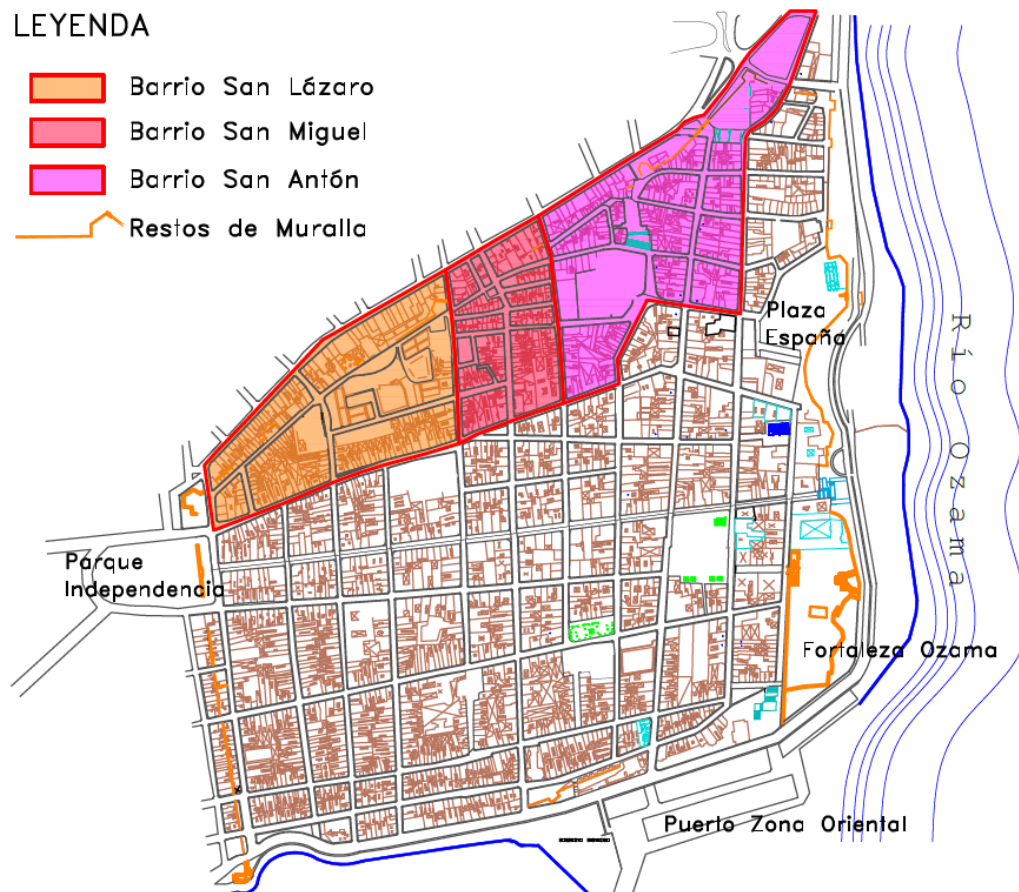 LEYENDA
Barrio San Lázaro
Barrio San Miguel
Barrio San Antón
Restos de Muralla
Plaza
España
Río Ozama
Parque
Independencia
Fortaleza Ozama
Puerto Zona Oriental